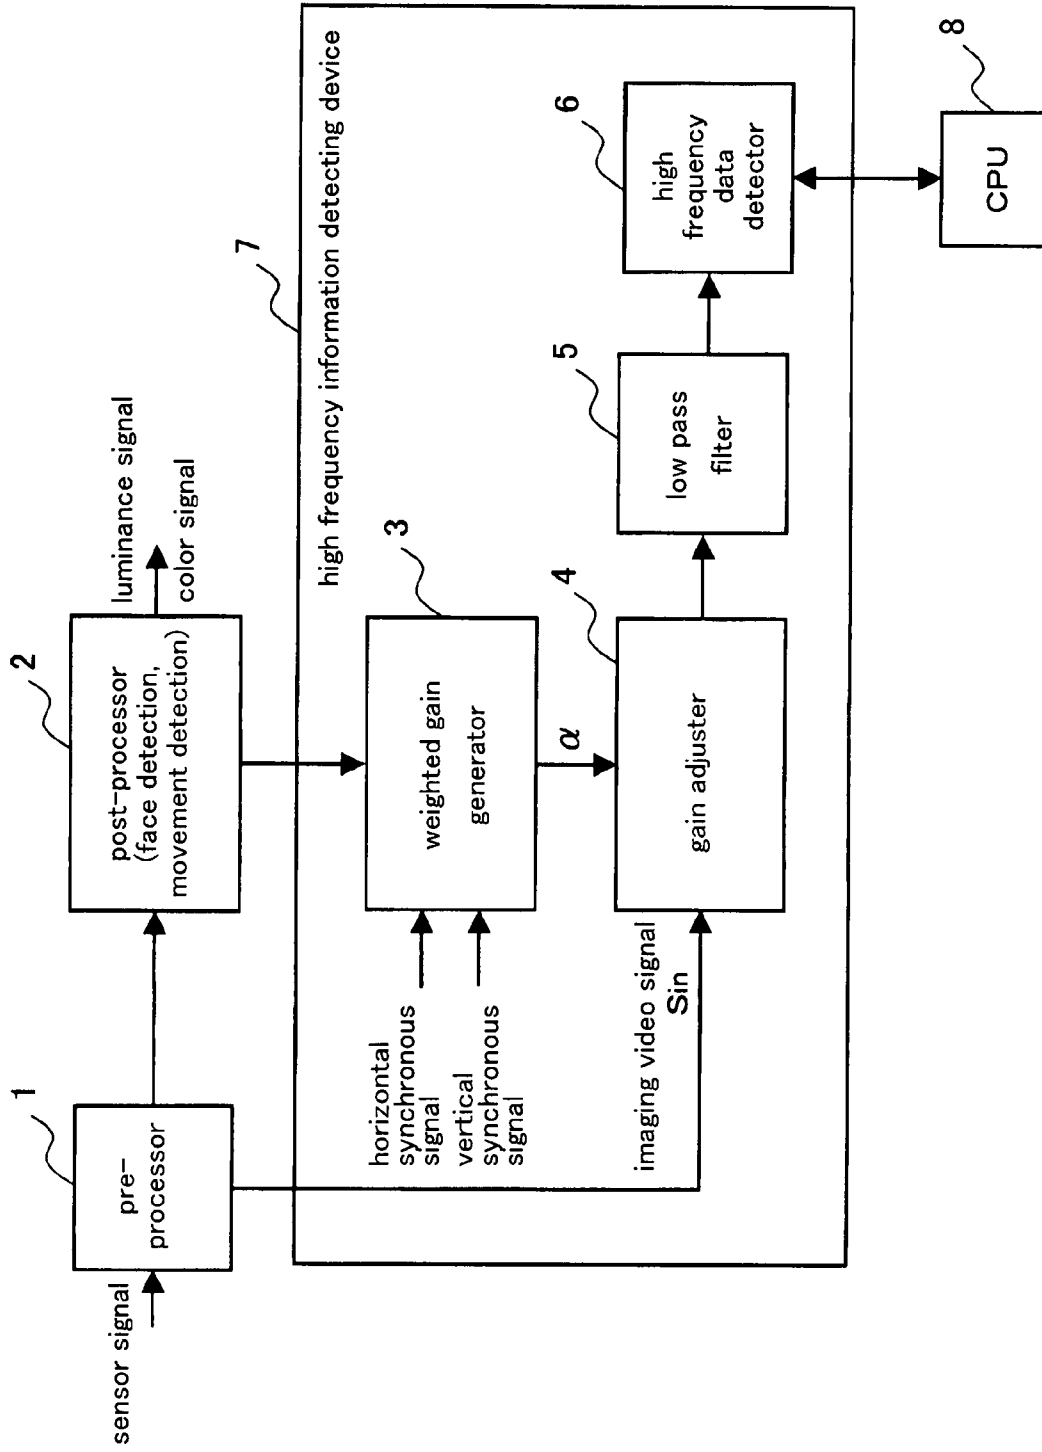 sensor signal
1
pre-
processor
2
post-processor
(face detection,
movement detection)
luminance signal
color signal
7
high frequency information detecting device
horizontal
synchronous
signal
vertical
synchronous
signal
3
weighted gain
generator
α
imaging video signal
Sin
4
gain adjuster
5
low pass
filter
6
high
frequency
data
detector
8
CPU